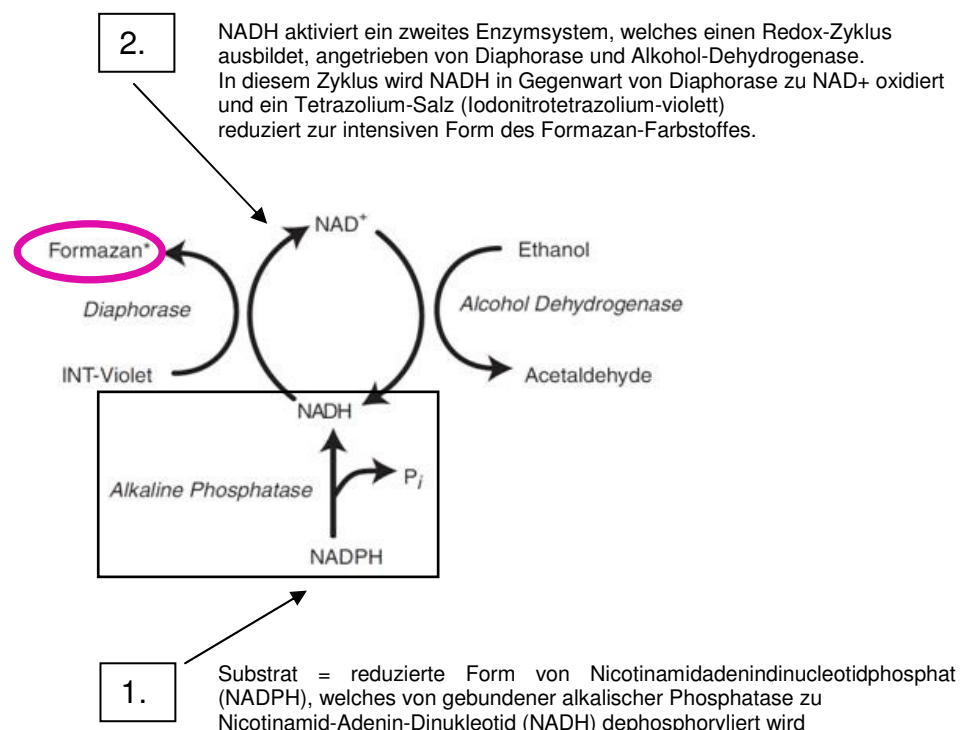 2.
NADH aktiviert ein zweites Enzymsystem, welches einen Redox-Zyklus
ausbildet, angetrieben von Diaphorase und Alkohol-Dehydrogenase.
In diesem Zyklus wird NADH in Gegenwart von Diaphorase zu NAD+ oxidiert
und ein Tetrazolium-Salz (Iodonitrotetrazolium-violett)
reduziert zur intensiven Form des Formazan-Farbstoffes.
NAD⁺
Formazan*
Ethanol
Diaphorase
Alcohol Dehydrogenase
INT-Violet
Acetaldehyde
NADH
Pi
Alkaline Phosphatase
NADPH
1.
Substrat = reduzierte Form von Nicotinamidadenindinucleotidphosphat
(NADPH), welches von gebundener alkalischer Phosphatase zu
Nicotinamid-Adenin-Dinukleotid (NADH) dephosphoryliert wird